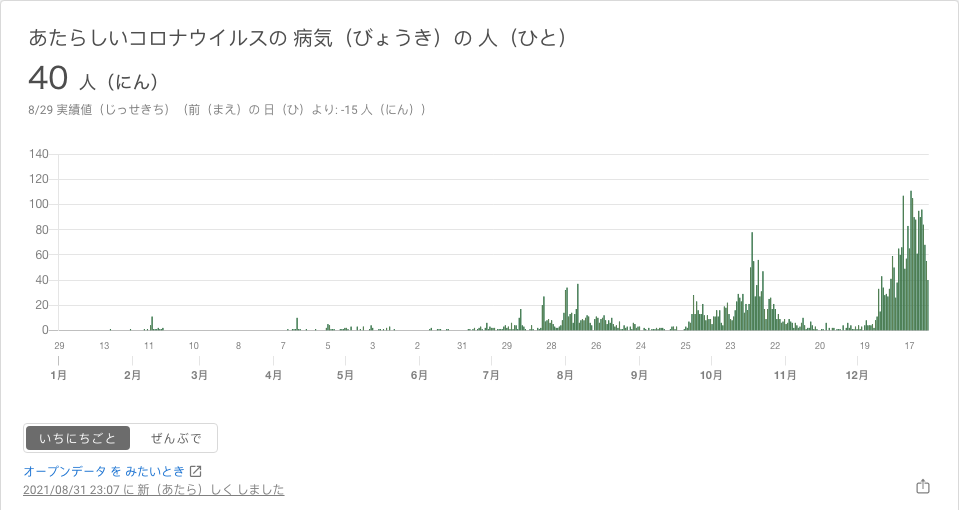 あたらしいコロナウイルスの 病気（びょうき）の 人（ひと）
40 人（にん）
8/29 実績値（じっせきち）（前（まえ）の 日（ひ）より: -15 人（にん））
140
120
100
80
60
40
20
0
29 13 11 10 8 7 5 3 2 31 29 28 26 24 25 23 22 20 19 17
1月 2月 3月 4月 5月 6月 7月 8月 9月 10月 11月 12月
いちにちごと ぜんぶで
オープンデータ を みたいとき
2021/08/31 23:07 に 新（あたら）しく しました